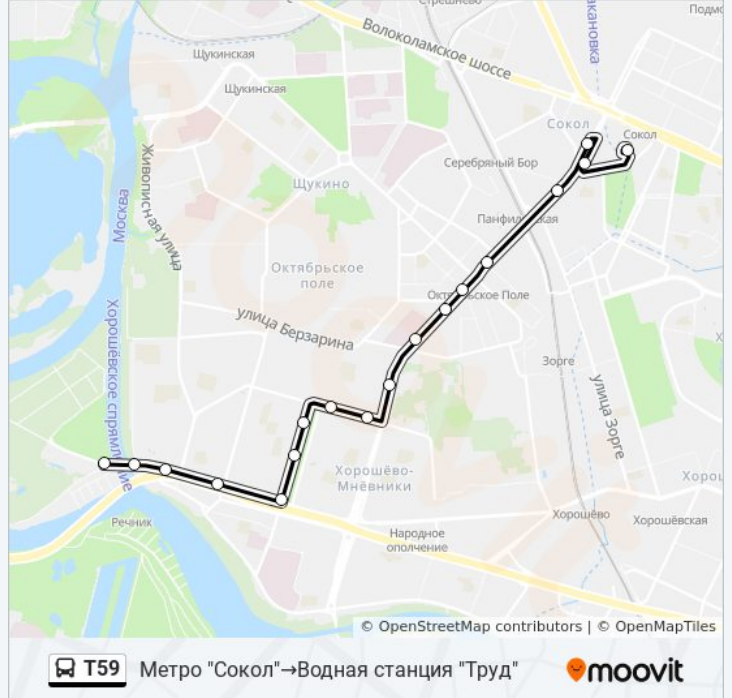 Стрешнево
Подмо
акановка
Волоколамское шоссе
Щукинская
Щукинская
Сокол
Сокол
Живописная улица
Серебряный Бор
Щукино
Москва
Панфиловская
Октябрьское
поле
Октябрьское Поле
Хорошёвское спрямление
улица Берзарина
Зорге
улица Зорге
Хорошёво-
Мнёвники
Хорош
Речник
Хорошёво
Хорошёвская
Народное
ополчение
© OpenStreetMap contributors | © OpenMapTiles
T59 Метро "Сокол"→Водная станция "Труд"
moovit